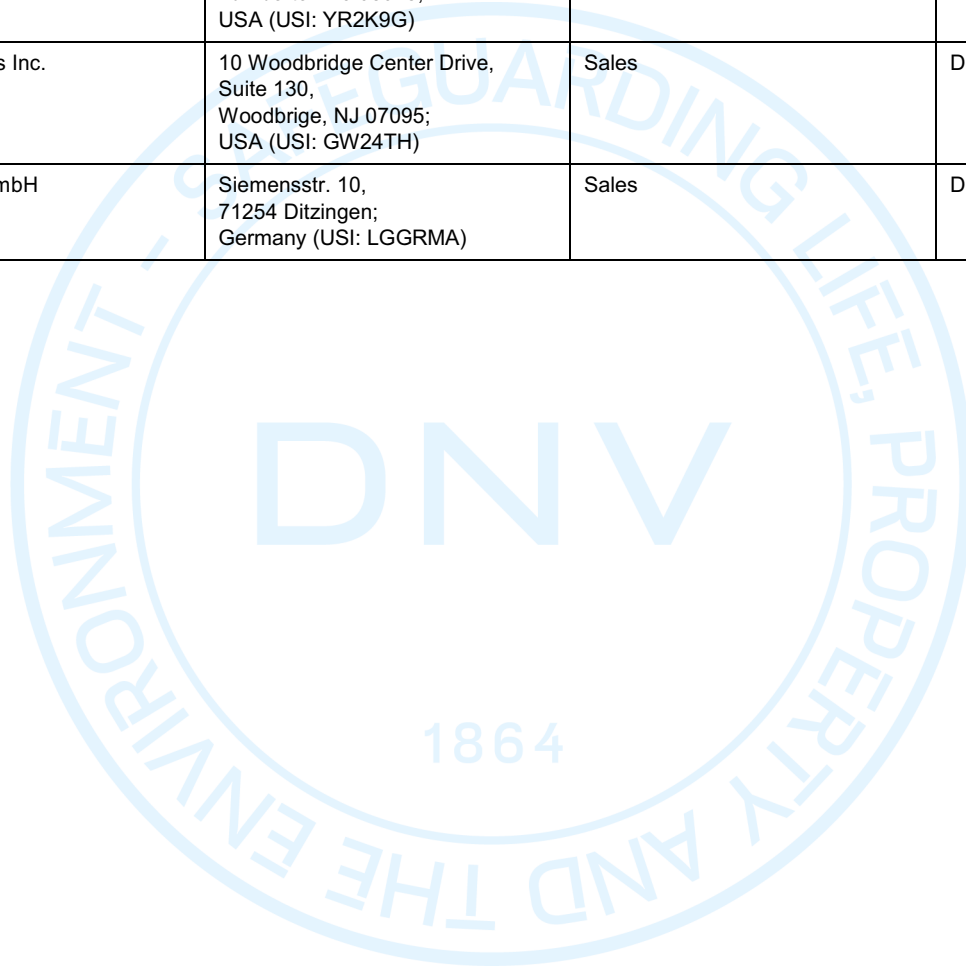 USA (USI: YR2K9G)
s Inc.
10 Woodbridge Center Drive,
Suite 130,
Woodbrige, NJ 07095;
USA (USI: GW24TH)
Sales
D
mbH
Siemensstr. 10,
71254 Ditzingen;
Germany (USI: LGGRMA)
Sales
D
SAFEGUARDING LIFE, PROPERTY AND THE ENVIRONMENT -
DNV
1864